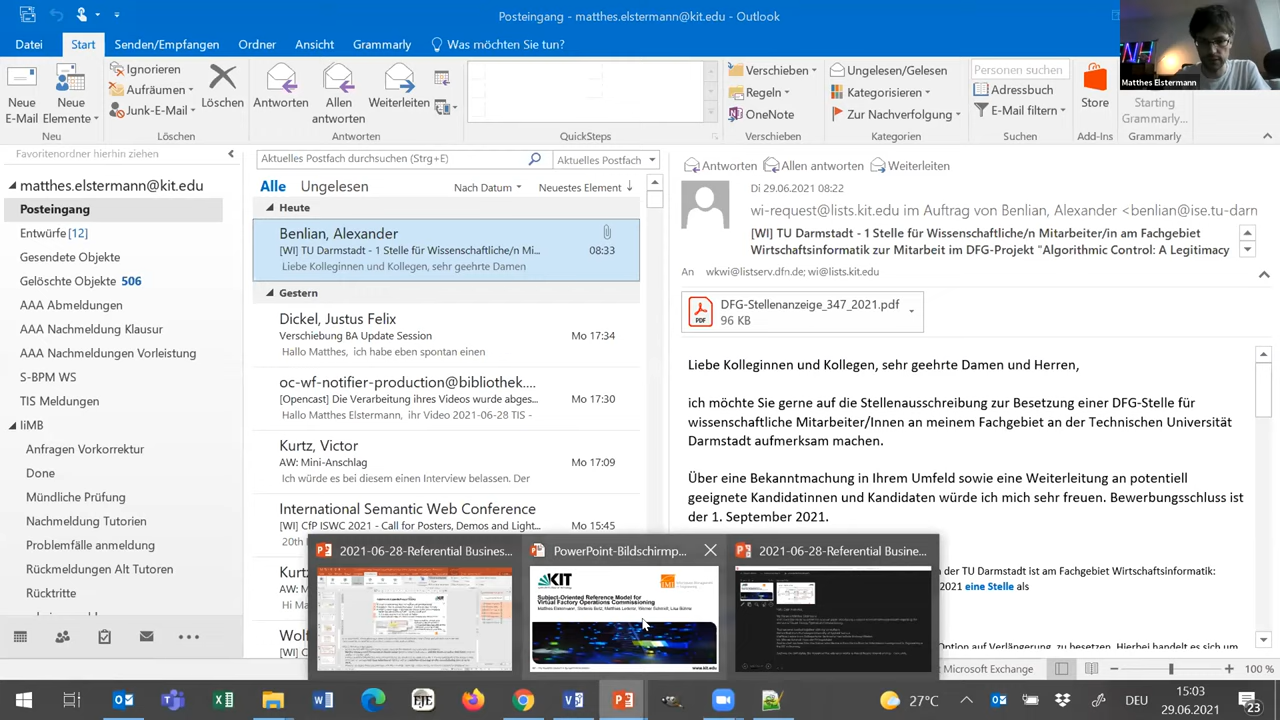 Posteingang - matthes.elstermann@kit.edu - Outlook
Datei Start Senden/Empfangen Ordner Ansicht Grammarly Was möchten Sie tun?
Matthes Elstermann
Neue E-Mail
Neue Elemente
Neu
Ignorieren
Aufräumen
Junk-E-Mail
Löschen
Löschen
Antworten
Allen antworten
Weiterleiten
Antworten
QuickSteps
Verschieben
Regeln
OneNote
Verschieben
Ungelesen/Gelesen
Kategorisieren
Zur Nachverfolgung
Kategorien
Personen suchen
Adressbuch
E-Mail filtern
Suchen
Store
Add-Ins
Starting Grammarly...
Grammarly
Favoritenordner hierhin ziehen
matthes.elstermann@kit.edu
Posteingang
Entwürfe [12]
Gesendete Objekte
Gelöschte Objekte 506
AAA Abmeldungen
AAA Nachmeldung Klausur
AAA Nachmeldungen Vorleistung
S-BPM WS
TIS Meldungen
IiMB
Anfragen Vorkorrektur
Done
Mündliche Prüfung
Nachmeldung Tutorien
Problemfälle anmeldung
Rückmeldungen Alt Tutoren
Aktuelles Postfach durchsuchen (Strg+E)
Aktuelles Postfach
Alle Ungelesen Nach Datum Neuestes Element
Heute
Benlian, Alexander
[WI] TU Darmstadt - 1 Stelle für Wissenschaftliche/n Mi... 08:33
Liebe Kolleginnen und Kollegen, sehr geehrte Damen
Gestern
Dickel, Justus Felix
Verschiebung BA Update Session Mo 17:34
Hallo Matthes, ich habe eben spontan einen
oc-wf-notifier-production@bibliothek....
[Opencast] Die Verarbeitung ihres Videos wurde abges... Mo 17:30
Hallo Matthes Elstermann, ihr Video 2021-06-28 TIS -
Kurtz, Victor
AW: Mini-Anschlag Mo 17:09
Ich würde es bei diesem einen Interview belassen. Der
International Semantic Web Conference
[WI] CfP ISWC 2021 - Call for Posters, Demos and Light... Mo 15:45
Antworten Allen antworten Weiterleiten
Di 29.06.2021 08:22
wi-request@lists.kit.edu im Auftrag von Benlian, Alexander <benlian@ise.tu-darn
[WI] TU Darmstadt - 1 Stelle für Wissenschaftliche/n Mitarbeiter/in am Fachgebiet
Wirtschaftsinformatik zur Mitarbeit im DFG-Projekt "Algorithmic Control: A Legitimacy
An wkwi@listserv.dfn.de; wi@lists.kit.edu
DFG-Stellenanzeige_347_2021.pdf
96 KB
Liebe Kolleginnen und Kollegen, sehr geehrte Damen und Herren,
ich möchte Sie gerne auf die Stellenausschreibung zur Besetzung einer DFG-Stelle für
wissenschaftliche Mitarbeiter/Innen an meinem Fachgebiet an der Technischen Universität
Darmstadt aufmerksam machen.
Über eine Bekanntmachung in Ihrem Umfeld sowie eine Weiterleitung an potentiell
geeignete Kandidatinnen und Kandidaten würde ich mich sehr freuen. Bewerbungsschluss ist
der 1. September 2021.
2021-06-28-Referential Busines...
PowerPoint-Bildschirmp...
2021-06-28-Referential Busine...
KIT
Subject-Oriented Reference Model for
Virtual Factory Operations Commissioning
www.kit.edu
der TU Darmstadt im Fachgebiet Wirtschaftsinformatik:
2021 eine Stelle als
Option auf Verlängerung, zu besetzen. Hierbei handelt es sich um
Microsoft Exchange
100 %
27°C DEU 15:03
29.06.2021
23